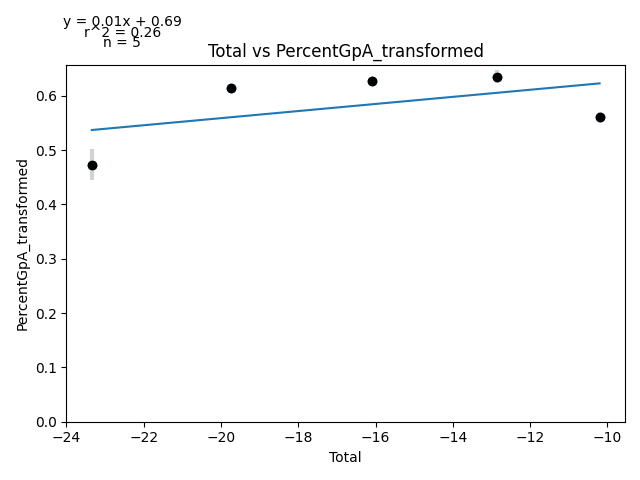 y = 0.01x + 0.69
r^2 = 0.26
n = 5
Total vs PercentGpA_transformed
PercentGpA_transformed
0.6
0.5
0.4
0.3
0.2
0.1
0.0
−24 −22 −20 −18 −16 −14 −12 −10
Total